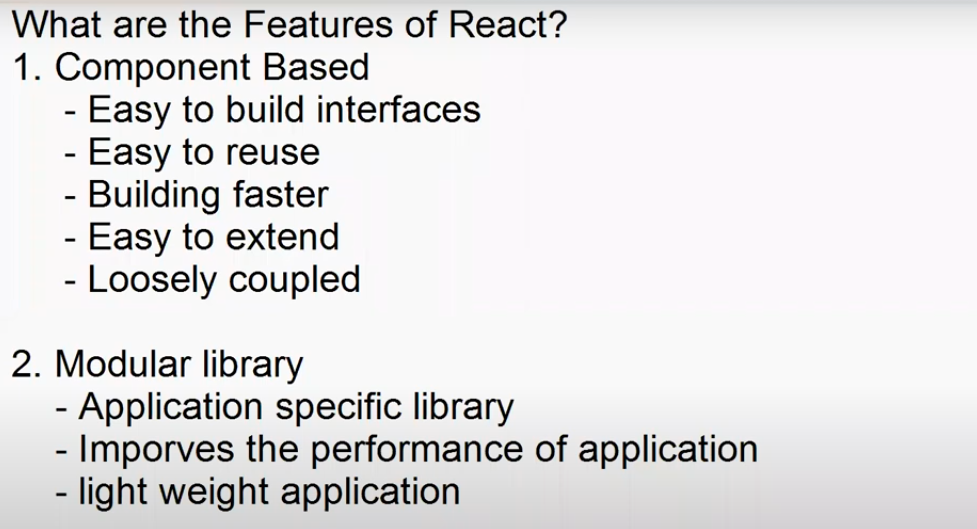 What are the Features of React?
1. Component Based
- Easy to build interfaces
- Easy to reuse
- Building faster
- Easy to extend
- Loosely coupled
2. Modular library
- Application specific library
- Imporves the performance of application
- light weight application